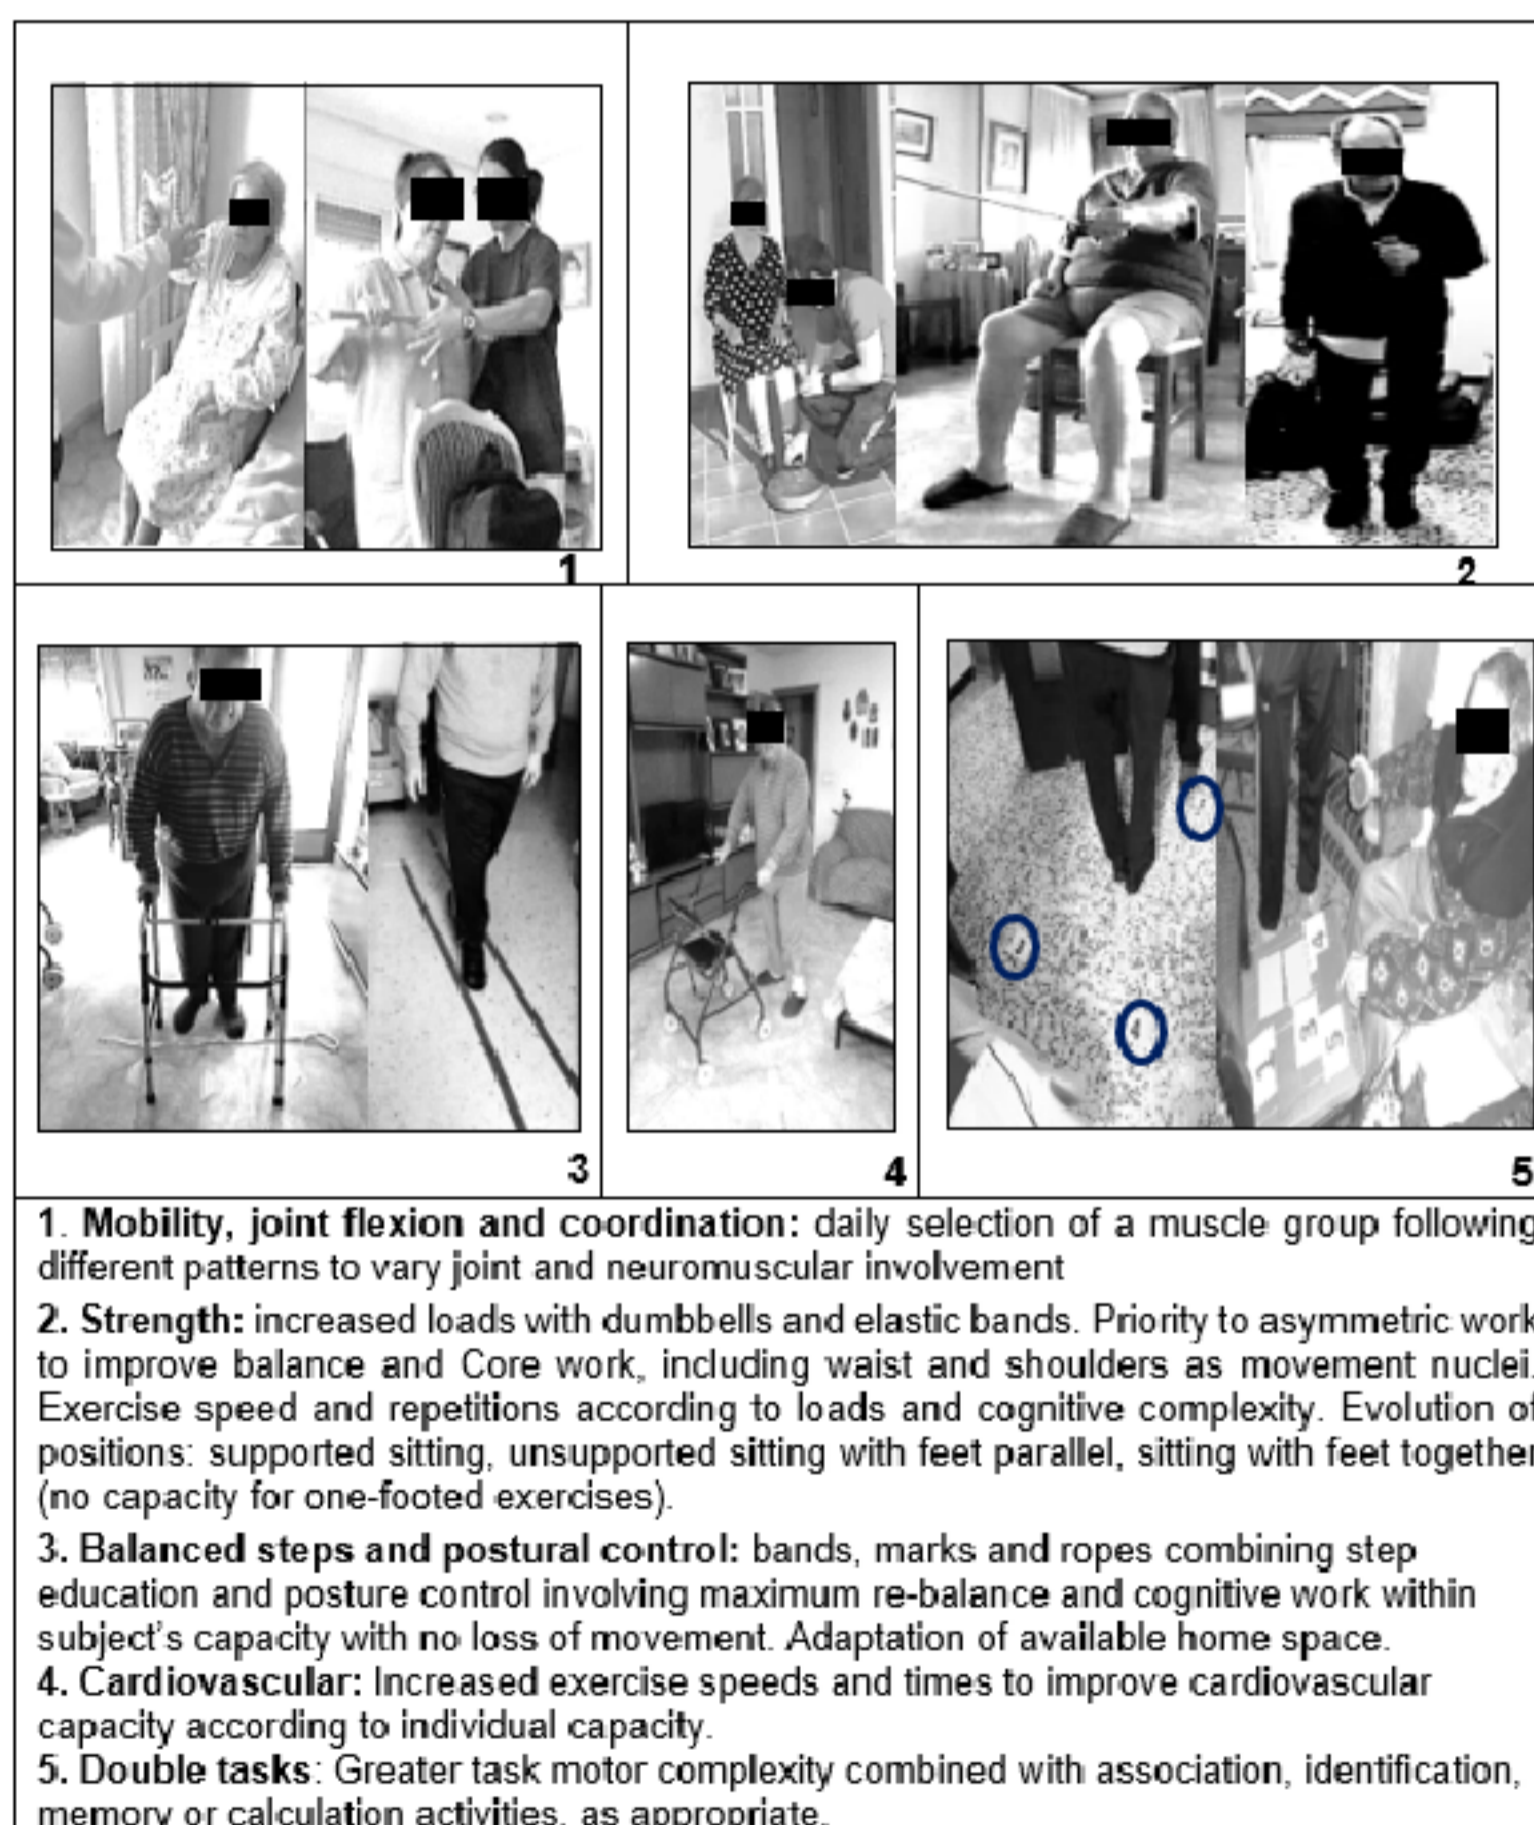 1
2
3
4
5
1. Mobility, joint flexion and coordination: daily selection of a muscle group following
different patterns to vary joint and neuromuscular involvement
2. Strength: increased loads with dumbbells and elastic bands. Priority to asymmetric work
to improve balance and Core work, including waist and shoulders as movement nuclei.
Exercise speed and repetitions according to loads and cognitive complexity. Evolution of
positions: supported sitting, unsupported sitting with feet parallel, sitting with feet together
(no capacity for one-footed exercises).
3. Balanced steps and postural control: bands, marks and ropes combining step
education and posture control involving maximum re-balance and cognitive work within
subject's capacity with no loss of movement. Adaptation of available home space.
4. Cardiovascular: Increased exercise speeds and times to improve cardiovascular
capacity according to individual capacity.
5. Double tasks: Greater task motor complexity combined with association, identification,
memory or calculation activities, as appropriate.